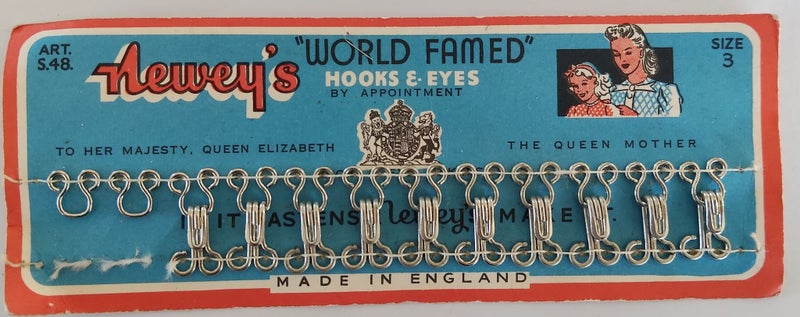 ART.
S.48.
Newey's
"WORLD FAMED"
HOOKS & EYES
BY APPOINTMENT
SIZE
3
TO HER MAJESTY, QUEEN ELIZABETH THE QUEEN MOTHER
IT FASTENS Newey's MAKE IT.
MADE IN ENGLAND